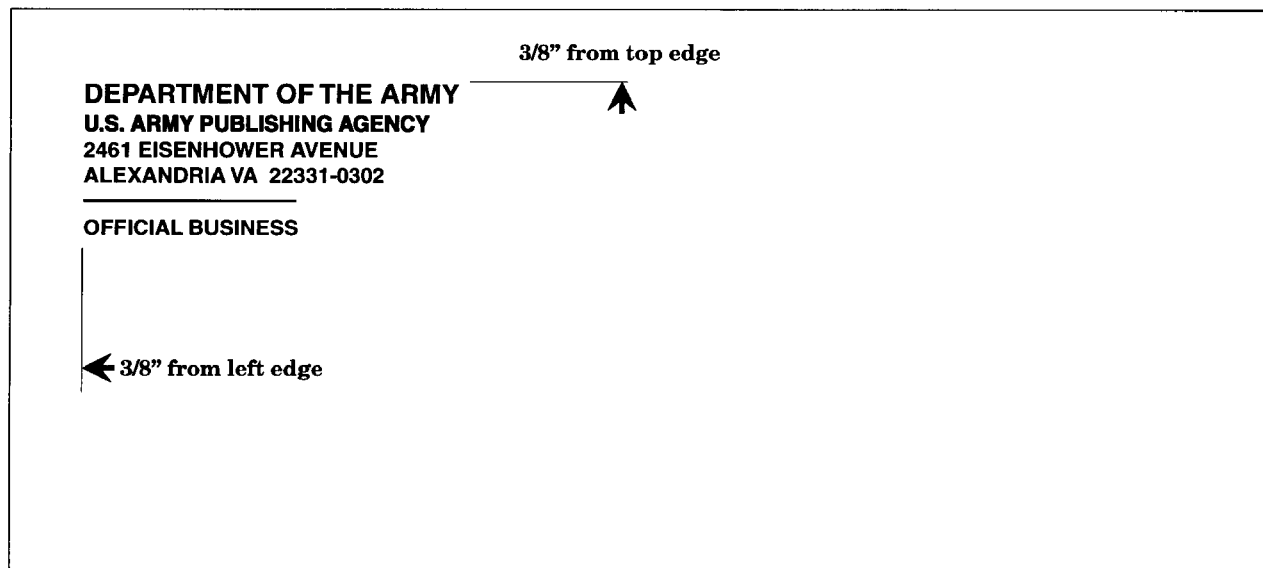 3/8” from top edge
DEPARTMENT OF THE ARMY
U.S. ARMY PUBLISHING AGENCY
2461 EISENHOWER AVENUE
ALEXANDRIA VA  22331-0302
OFFICIAL BUSINESS
3/8” from left edge